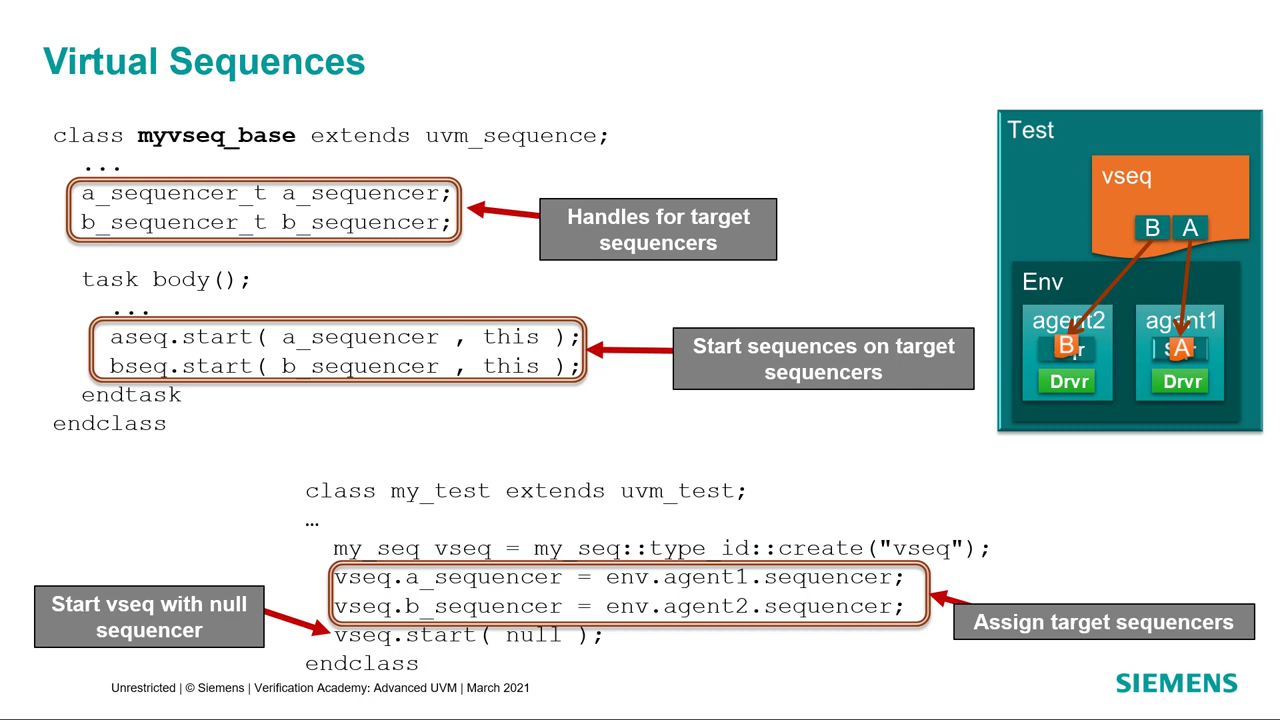 Virtual Sequences
class myvseq_base extends uvm_sequence;
...
a_sequencer_t a_sequencer;
b_sequencer_t b_sequencer;
Handles for target
sequencers
task body();
...
aseq.start( a_sequencer , this );
bseq.start( b_sequencer , this );
Start sequences on target
sequencers
endtask
endclass
Test
vseq
B A
Env
agent2 agent1
B A
Drvr Drvr
class my_test extends uvm_test;
…
my_seq vseq = my_seq::type_id::create("vseq");
vseq.a_sequencer = env.agent1.sequencer;
vseq.b_sequencer = env.agent2.sequencer;
vseq.start( null );
endclass
Start vseq with null
sequencer
Assign target sequencers
Unrestricted | © Siemens | Verification Academy: Advanced UVM | March 2021
SIEMENS